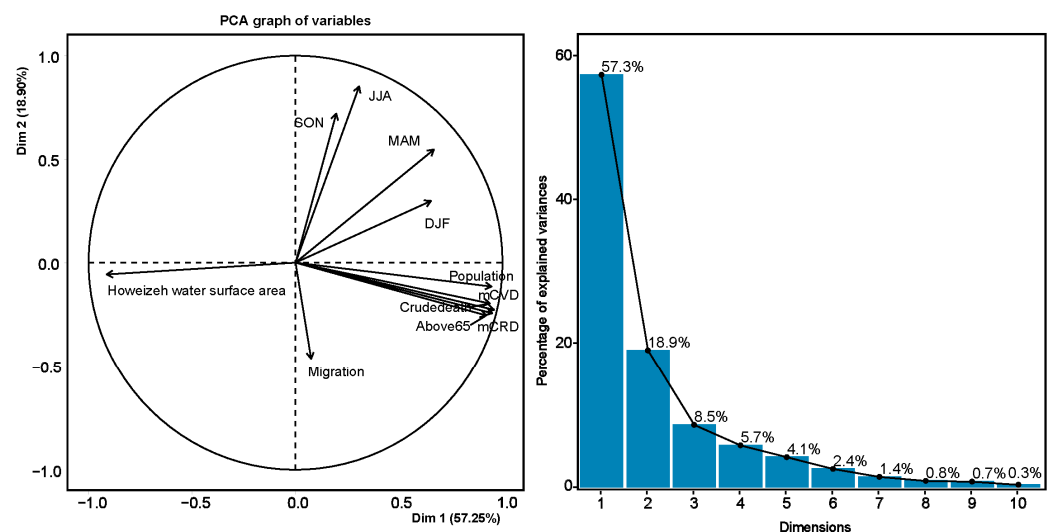 PCA graph of variables
Dim 2 (18.90%)
1.0
0.5
0.0
−0.5
−1.0
JJA
SON
MAM
DJF
Population
mCVD
Crudedeath
Above65 mCRD
Howeizeh water surface area
Migration
−1.0 −0.5 0.0 0.5 1.0
Dim 1 (57.25%)
Percentage of explained variances
60
40
20
0
57.3%
18.9%
8.5%
5.7%
4.1%
2.4%
1.4%
0.8%
0.7%
0.3%
1 2 3 4 5 6 7 8 9 10
Dimensions